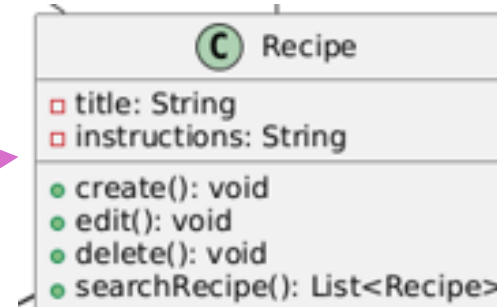 C Recipe
title: String
instructions: String
create(): void
edit(): void
delete(): void
searchRecipe(): List<Recipe>